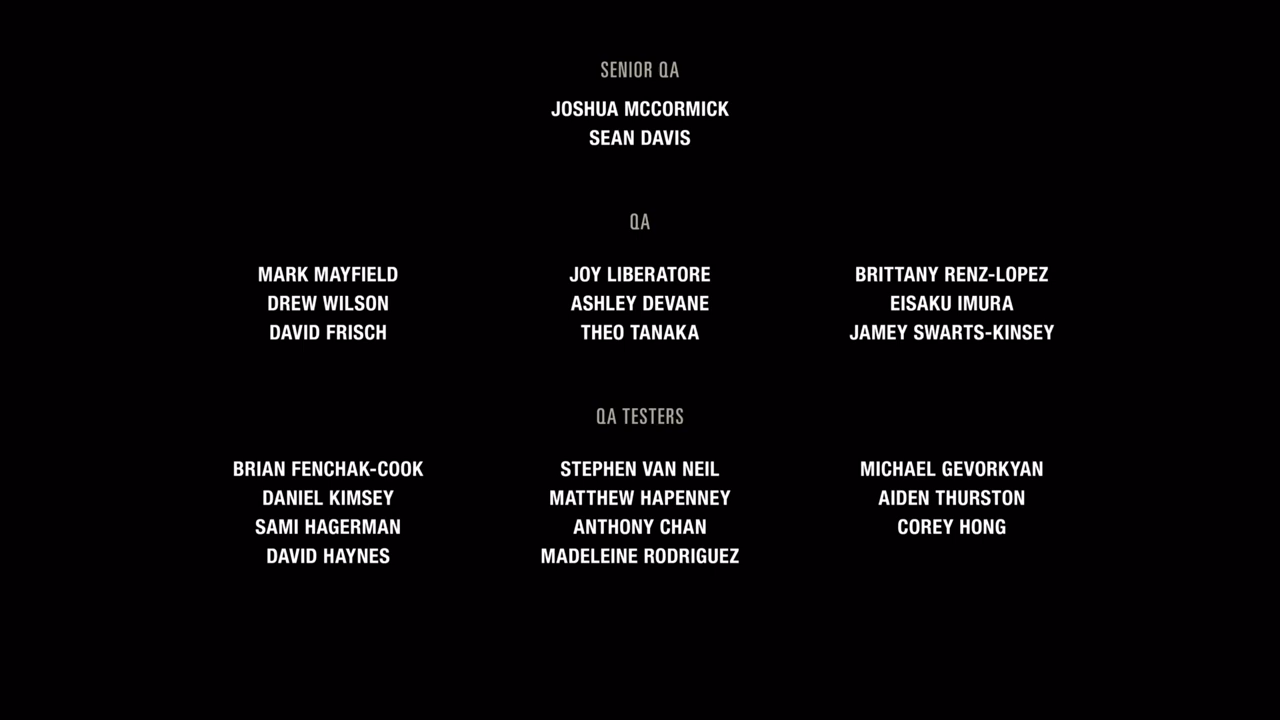 SENIOR QA
JOSHUA MCCORMICK
SEAN DAVIS
QA
MARK MAYFIELD
DREW WILSON
DAVID FRISCH
JOY LIBERATORE
ASHLEY DEVANE
THEO TANAKA
BRITTANY RENZ-LOPEZ
EISAKU IMURA
JAMEY SWARTS-KINSEY
QA TESTERS
BRIAN FENCHAK-COOK
DANIEL KIMSEY
SAMI HAGERMAN
DAVID HAYNES
STEPHEN VAN NEIL
MATTHEW HAPENNEY
ANTHONY CHAN
MADELEINE RODRIGUEZ
MICHAEL GEVORKYAN
AIDEN THURSTON
COREY HONG